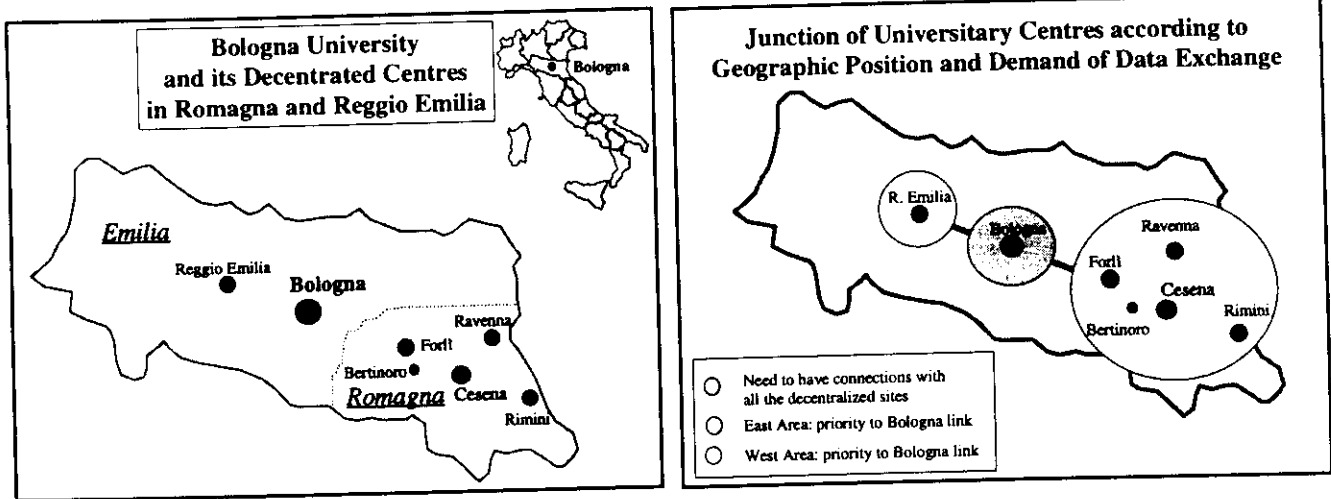 Bologna University
and its Decentrated Centres
in Romagna and Reggio Emilia
Bologna
Emilia
Reggio Emilia
Bologna
Ravenna
Forlì
Bertinoro
Romagna
Cesena
Rimini
Junction of Universitary Centres according to
Geographic Position and Demand of Data Exchange
R. Emilia
Bologna
Ravenna
Forlì
Cesena
Bertinoro
Rimini
Need to have connections with
all the decentralized sites
East Area: priority to Bologna link
West Area: priority to Bologna link